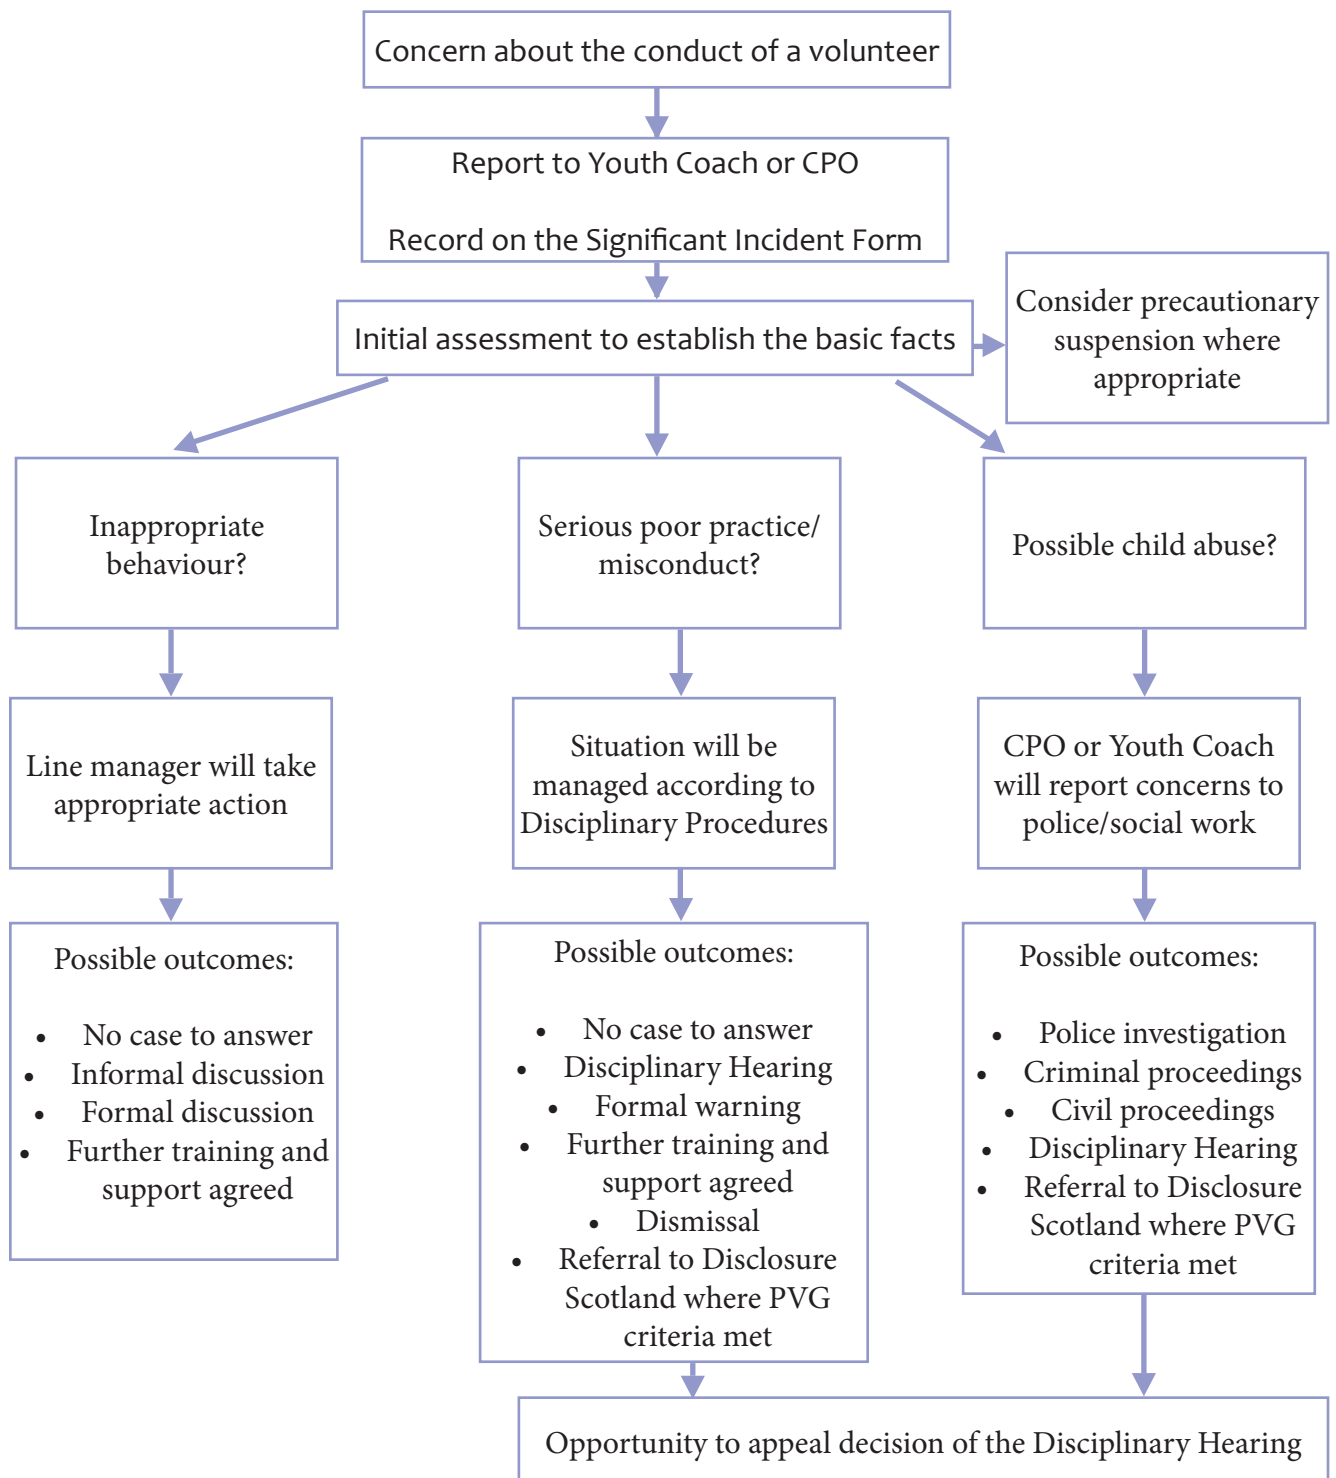 Concern about the conduct of a volunteer
Report to Youth Coach or CPO
Record on the Significant Incident Form
Initial assessment to establish the basic facts
Consider precautionary
suspension where
appropriate
Inappropriate
behaviour?
Serious poor practice/
misconduct?
Possible child abuse?
Line manager will take
appropriate action
Situation will be
managed according to
Disciplinary Procedures
CPO or Youth Coach
will report concerns to
police/social work
Possible outcomes:
• No case to answer
• Informal discussion
• Formal discussion
• Further training and
support agreed
Possible outcomes:
• No case to answer
• Disciplinary Hearing
• Formal warning
• Further training and
support agreed
• Dismissal
• Referral to Disclosure
Scotland where PVG
criteria met
Possible outcomes:
• Police investigation
• Criminal proceedings
• Civil proceedings
• Disciplinary Hearing
• Referral to Disclosure
Scotland where PVG
criteria met
Opportunity to appeal decision of the Disciplinary Hearing